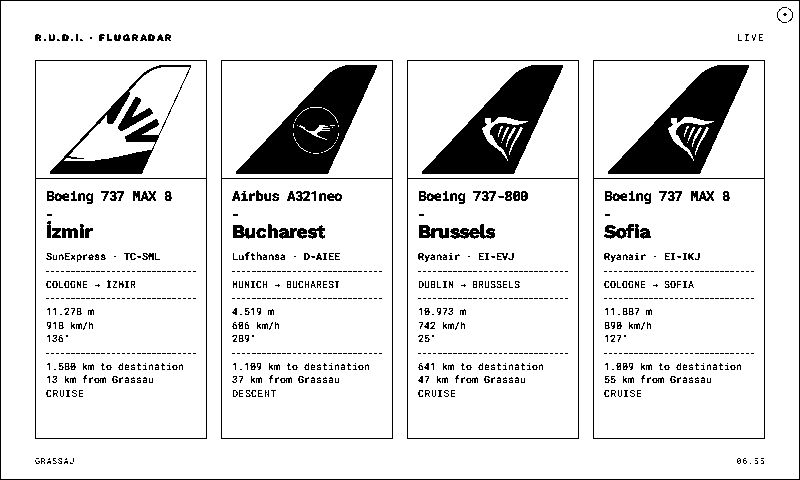 R.U.D.I. · FLUGRADAR
LIVE
Boeing 737 MAX 8
–
İzmir
SunExpress · TC-SML
COLOGNE → İZMIR
11.278 m
918 km/h
136°
1.580 km to destination
13 km from Grassau
CRUISE
Airbus A321neo
–
Bucharest
Lufthansa · D-AIEE
MUNICH → BUCHAREST
4.519 m
606 km/h
289°
1.109 km to destination
37 km from Grassau
DESCENT
Boeing 737-800
–
Brussels
Ryanair · EI-EVJ
DUBLIN → BRUSSELS
10.973 m
742 km/h
25°
641 km to destination
47 km from Grassau
CRUISE
Boeing 737 MAX 8
–
Sofia
Ryanair · EI-IKJ
COLOGNE → SOFIA
11.887 m
890 km/h
127°
1.009 km to destination
55 km from Grassau
CRUISE
GRASSAU